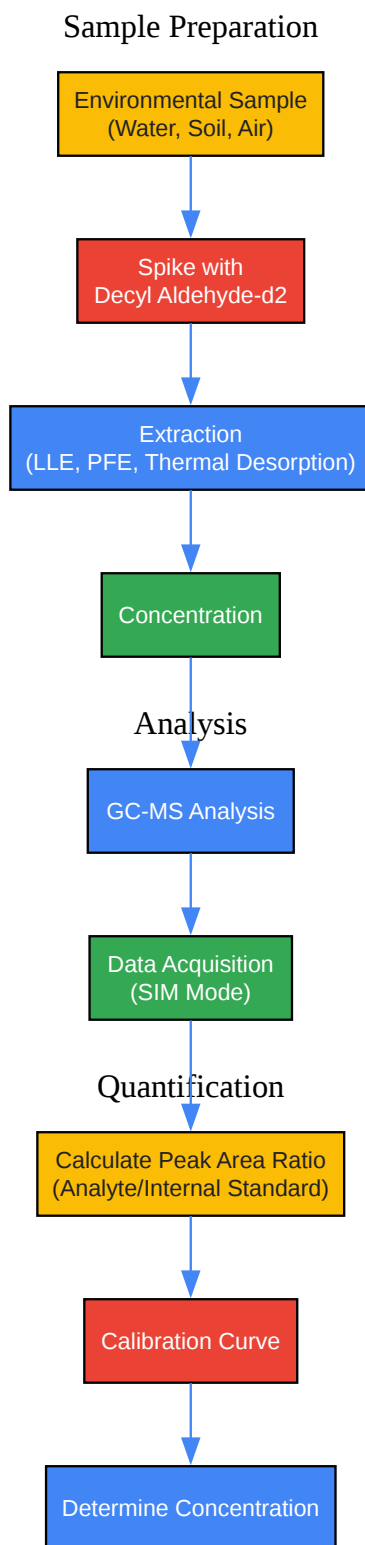 Sample Preparation
Environmental Sample
(Water, Soil, Air)
Spike with
Decyl Aldehyde-d2
Extraction
(LLE, PFE, Thermal Desorption)
Concentration
Analysis
GC-MS Analysis
Data Acquisition
(SIM Mode)
Quantification
Calculate Peak Area Ratio
(Analyte/Internal Standard)
Calibration Curve
Determine Concentration